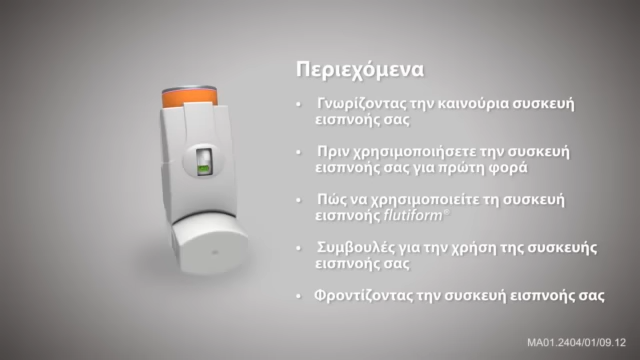 Περιεχόμενα
• Γνωρίζοντας την καινούρια συσκευή
εισπνοής σας
• Πριν χρησιμοποιήσετε την συσκευή
εισπνοής σας για πρώτη φορά
• Πώς να χρησιμοποιείτε τη συσκευή
εισπνοής flutiform®
• Συμβουλές για την χρήση της συσκευής
εισπνοής σας
• Φροντίζοντας την συσκευή εισπνοής σας
MA01.2404/01/09.12